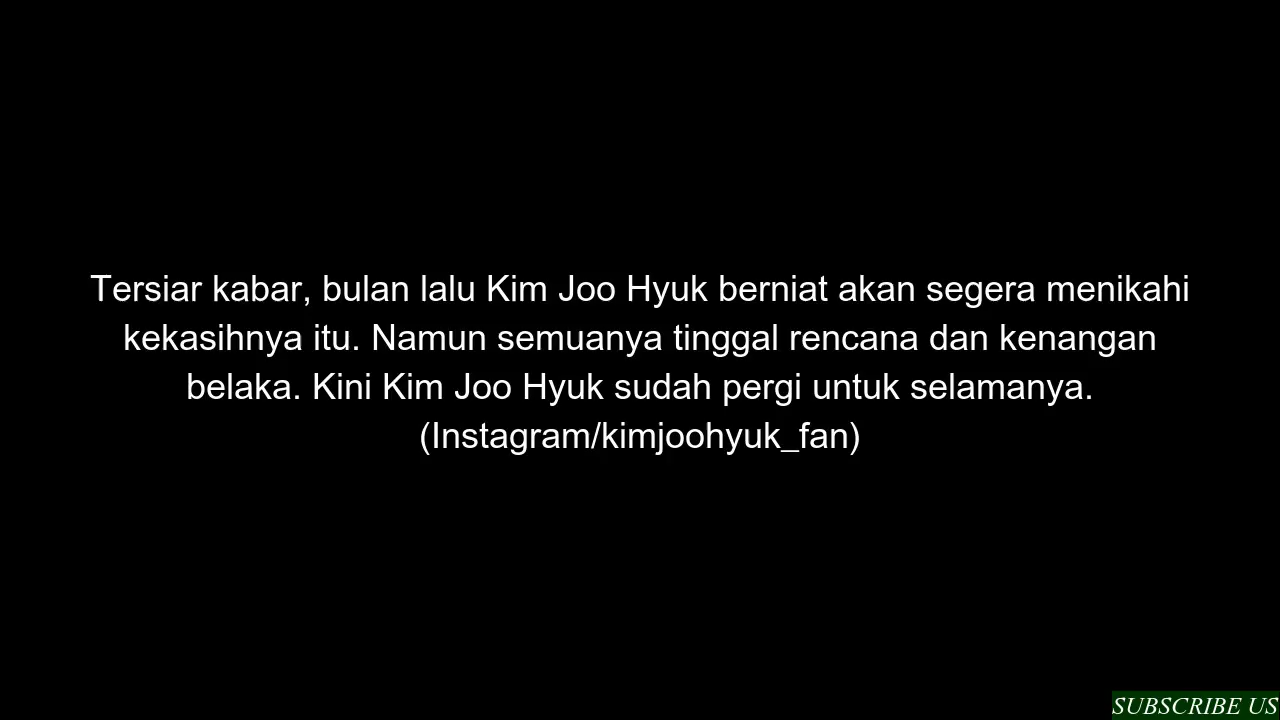 Tersiar kabar, bulan lalu Kim Joo Hyuk berniat akan segera menikahi
kekasihnya itu. Namun semuanya tinggal rencana dan kenangan
belaka. Kini Kim Joo Hyuk sudah pergi untuk selamanya.
(Instagram/kimjoohyuk_fan)
SUBSCRIBE US